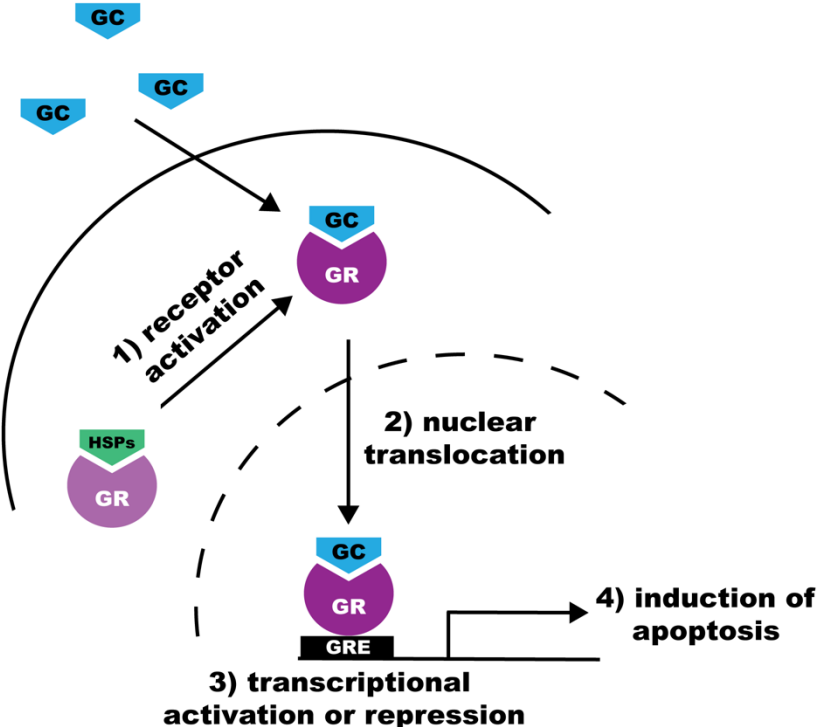 GC
GC
GC
GC
GR
1) receptor
activation
HSPs
GR
2) nuclear
translocation
GC
GR
GRE
4) induction of
apoptosis
3) transcriptional
activation or repression